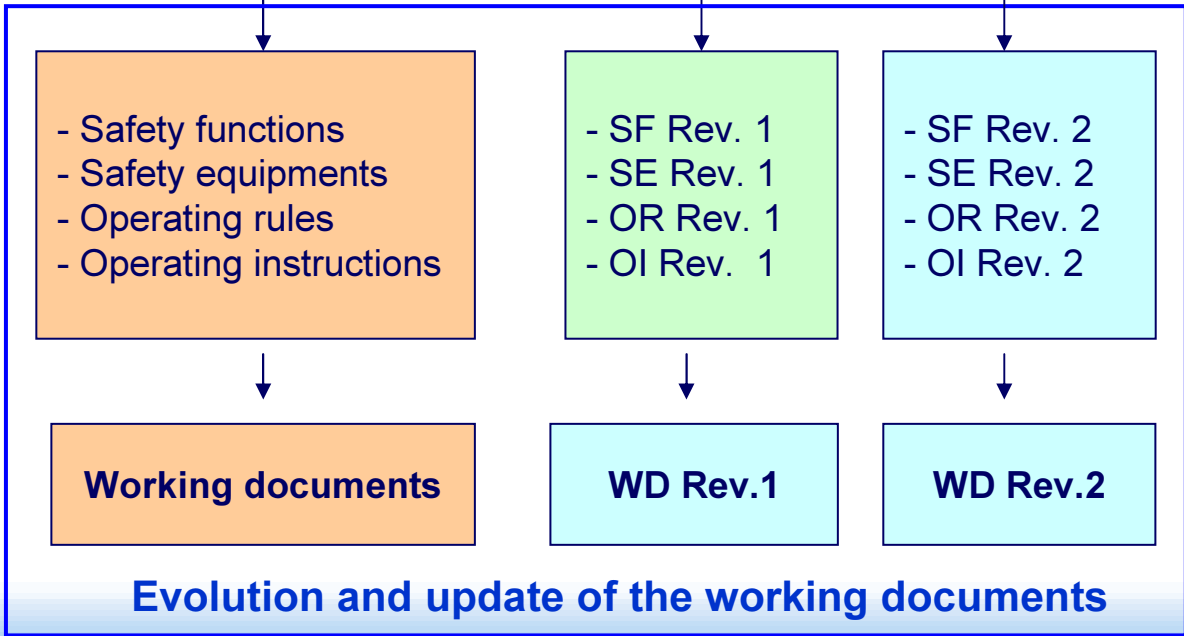 - Safety functions
- Safety equipments
- Operating rules
- Operating instructions
- SF Rev. 1
- SE Rev. 1
- OR Rev. 1
- OI Rev.  1
- SF Rev. 2
- SE Rev. 2
- OR Rev. 2
- OI Rev. 2
Working documents
WD Rev.1
WD Rev.2
Evolution and update of the working documents